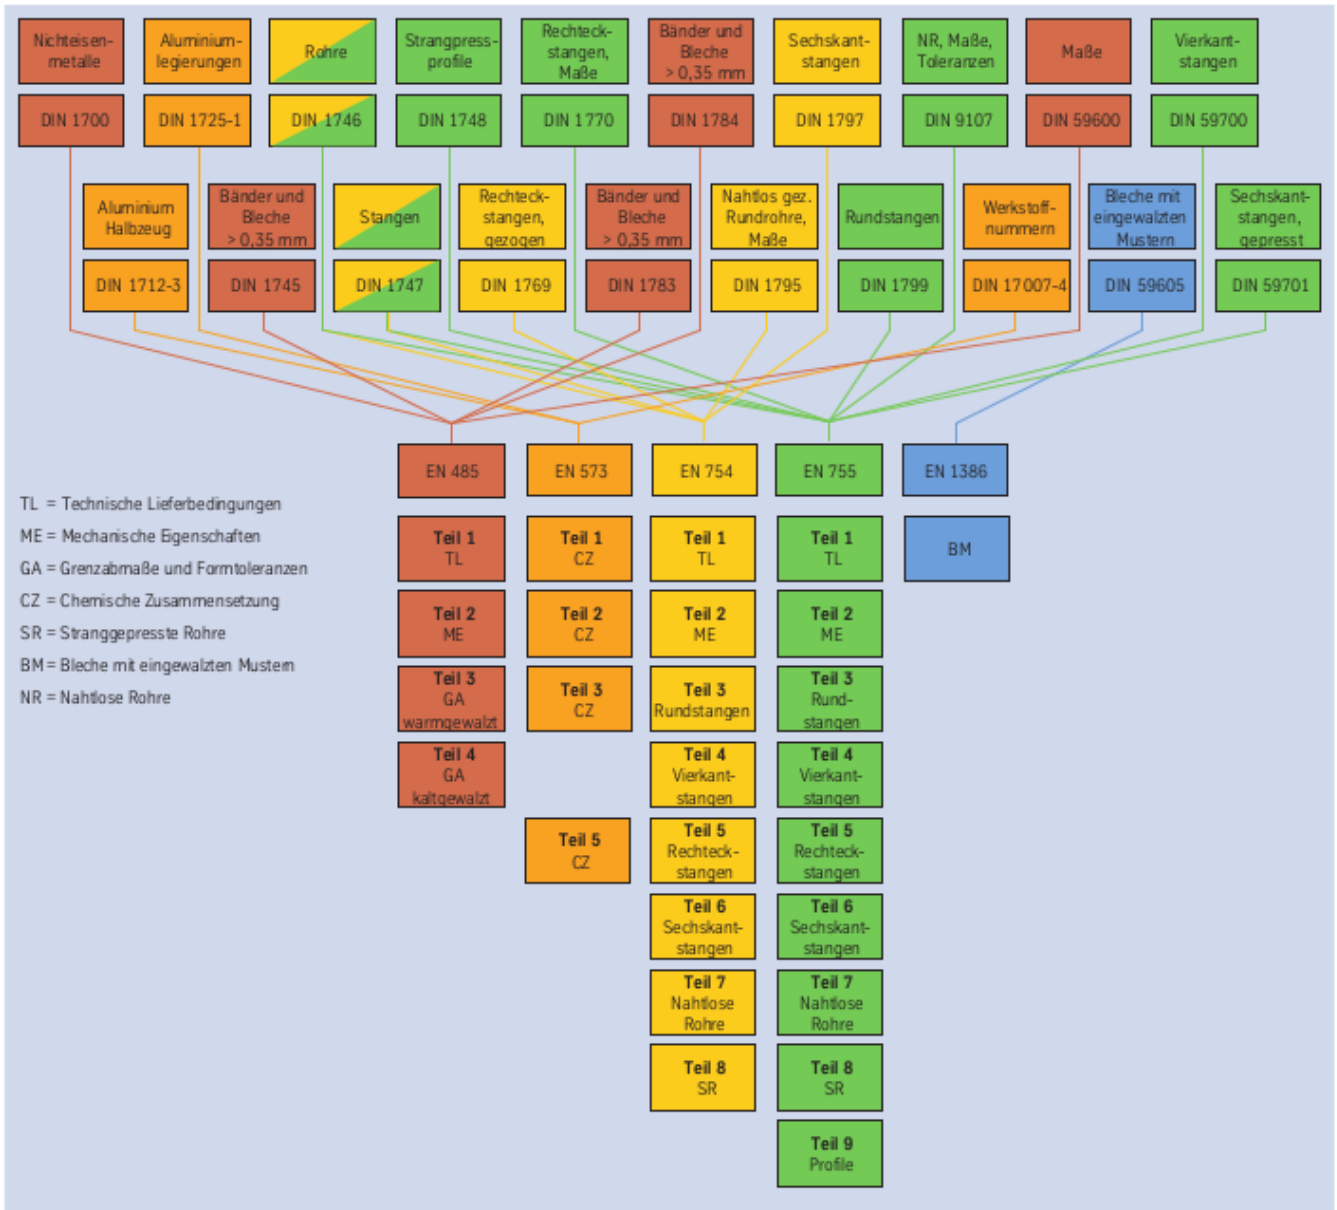 Nichteisen-
metalle
Aluminium-
legierungen
Rohre
Strangpress-
profile
Rechteck-
stangen,
Maße
Bänder und
Bleche
> 0,35 mm
Sechskant-
stangen
NR, Maße,
Toleranzen
Maße
Vierkant-
stangen
DIN 1700
DIN 1725-1
DIN 1746
DIN 1748
DIN 1770
DIN 1784
DIN 1797
DIN 9107
DIN 59600
DIN 59700
Aluminium
Halbzeug
Bänder und
Bleche
> 0,35 mm
Stangen
Rechteck-
stangen,
gezogen
Bänder und
Bleche
> 0,35 mm
Nahtlos gez.
Rundrohre,
Maße
Rundstangen
Werkstoff-
nummern
Bleche mit
eingewalzten
Mustern
Sechskant-
stangen,
gepresst
DIN 1712-3
DIN 1745
DIN 1747
DIN 1769
DIN 1783
DIN 1795
DIN 1799
DIN 17007-4
DIN 59605
DIN 59701
EN 485
EN 573
EN 754
EN 755
EN 1386
TL = Technische Lieferbedingungen
ME = Mechanische Eigenschaften
GA = Grenzabmaße und Formtoleranzen
CZ = Chemische Zusammensetzung
SR = Stranggepresste Rohre
BM = Bleche mit eingewalzten Mustern
NR = Nahtlose Rohre
Teil 1
TL
Teil 1
CZ
Teil 1
TL
Teil 1
TL
BM
Teil 2
ME
Teil 2
CZ
Teil 2
ME
Teil 2
ME
Teil 3
GA
warmgewalzt
Teil 3
CZ
Teil 3
Rundstangen
Teil 3
Rund-
stangen
Teil 4
GA
kaltgewalzt
Teil 4
Vierkant-
stangen
Teil 4
Vierkant-
stangen
Teil 5
CZ
Teil 5
Rechteck-
stangen
Teil 5
Rechteck-
stangen
Teil 6
Sechskant-
stangen
Teil 6
Sechskant-
stangen
Teil 7
Nahtlose
Rohre
Teil 7
Nahtlose
Rohre
Teil 8
SR
Teil 8
SR
Teil 9
Profile